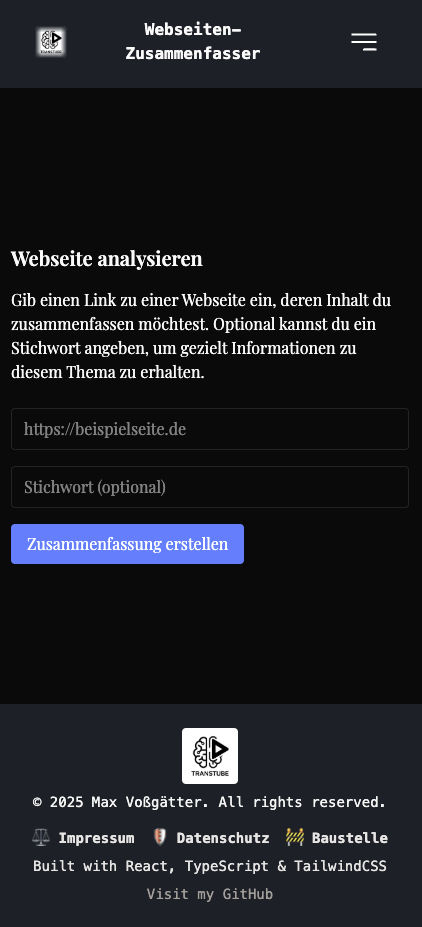 TRANSTUBE
Webseiten-
Zusammenfasser
Webseite analysieren
Gib einen Link zu einer Webseite ein, deren Inhalt du
zusammenfassen möchtest. Optional kannst du ein
Stichwort angeben, um gezielt Informationen zu
diesem Thema zu erhalten.
https://beispielseite.de
Stichwort (optional)
Zusammenfassung erstellen
TRANSTUBE
© 2025 Max Voßgätter. All rights reserved.
⚖️ Impressum 🛡️ Datenschutz 🚧 Baustelle
Built with React, TypeScript & TailwindCSS
Visit my GitHub